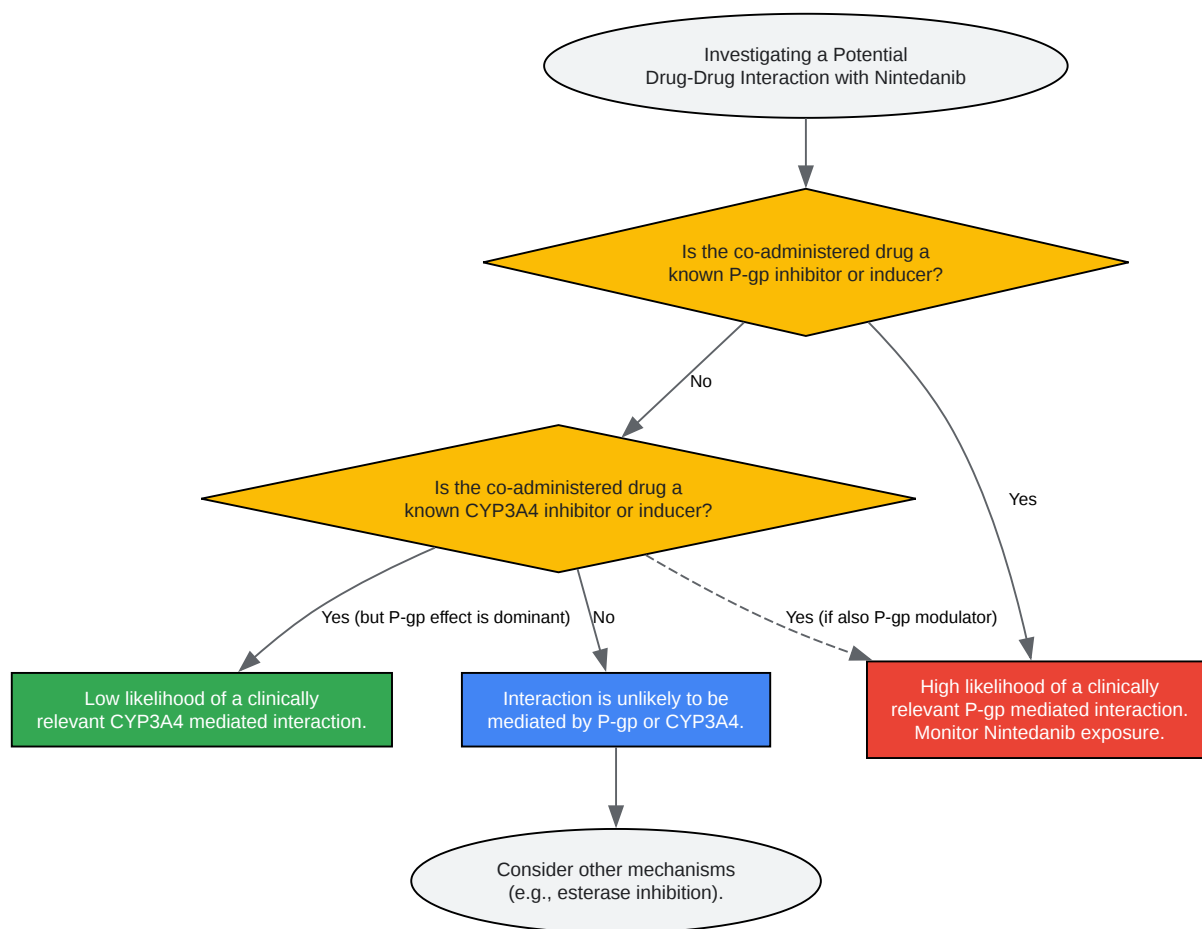 Investigating a Potential
Drug-Drug Interaction with Nintedanib
Is the co-administered drug a
known P-gp inhibitor or inducer?
No
Yes
Is the co-administered drug a
known CYP3A4 inhibitor or inducer?
Yes (but P-gp effect is dominant)
No
Yes (if also P-gp modulator)
Low likelihood of a clinically
relevant CYP3A4 mediated interaction.
Interaction is unlikely to be
mediated by P-gp or CYP3A4.
High likelihood of a clinically
relevant P-gp mediated interaction.
Monitor Nintedanib exposure.
Consider other mechanisms
(e.g., esterase inhibition).